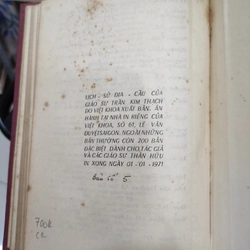 LỊCH - SỬ ĐỊA - CẦU CỦA
GIÁO SƯ TRẦN KIM THẠCH
DO VIỆT KHOA XUẤT BẢN. ẤN
HÀNH TẠI NHÀ IN RIÊNG CỦA
VIỆT KHOA, SỐ 67, LÊ VĂN
DUYỆT SAIGON. NGOÀI NHỮNG
BẢN THƯỜNG CÒN 200 BẢN
ĐẶC BIỆT DÀNH CHO TÁC GIẢ
VÀ CÁC GIÁO SƯ THÂN HỮU
IN XONG NGÀY 01 - 01 - 1971
Bản số 5